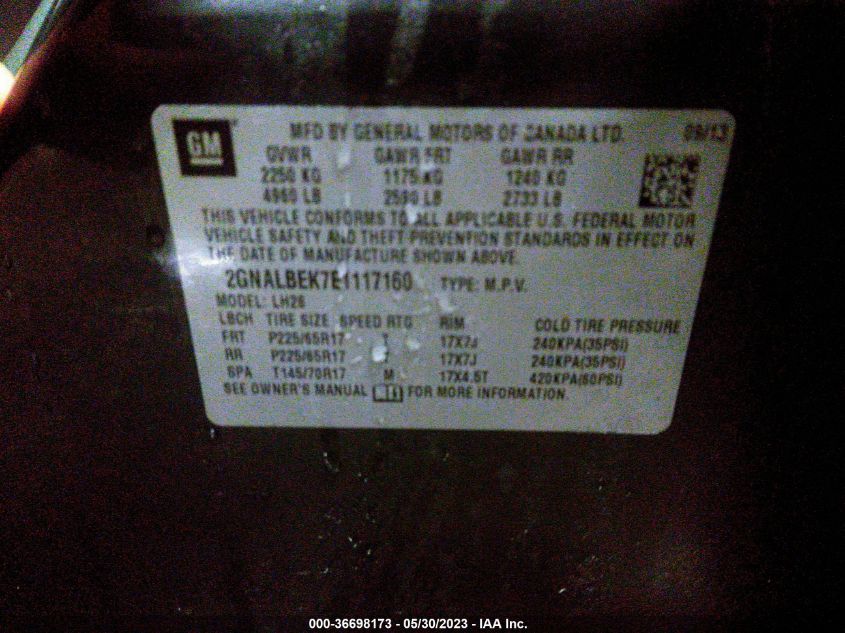 GM
MFD BY GENERAL MOTORS OF CANADA LTD. 09/13
GVWR GAWR FRT GAWR RR
2250 KG 1175 KG 1240 KG
4960 LB 2590 LB 2733 LB
THIS VEHICLE CONFORMS TO ALL APPLICABLE U.S. FEDERAL MOTOR
VEHICLE SAFETY AND THEFT PREVENTION STANDARDS IN EFFECT ON
THE DATE OF MANUFACTURE SHOWN ABOVE.
2GNALBEK7E1117160 TYPE: M.P.V.
MODEL: LH26
LBCH TIRE SIZE SPEED RTG RIM COLD TIRE PRESSURE
FRT P225/65R17 T 17X7J 240KPA(35PSI)
RR P225/65R17 17X7J 240KPA(35PSI)
SPA T145/70R17 M 17X4.5T 420KPA(60PSI)
SEE OWNER'S MANUAL FOR MORE INFORMATION.
000-36698173 - 05/30/2023 - IAA Inc.